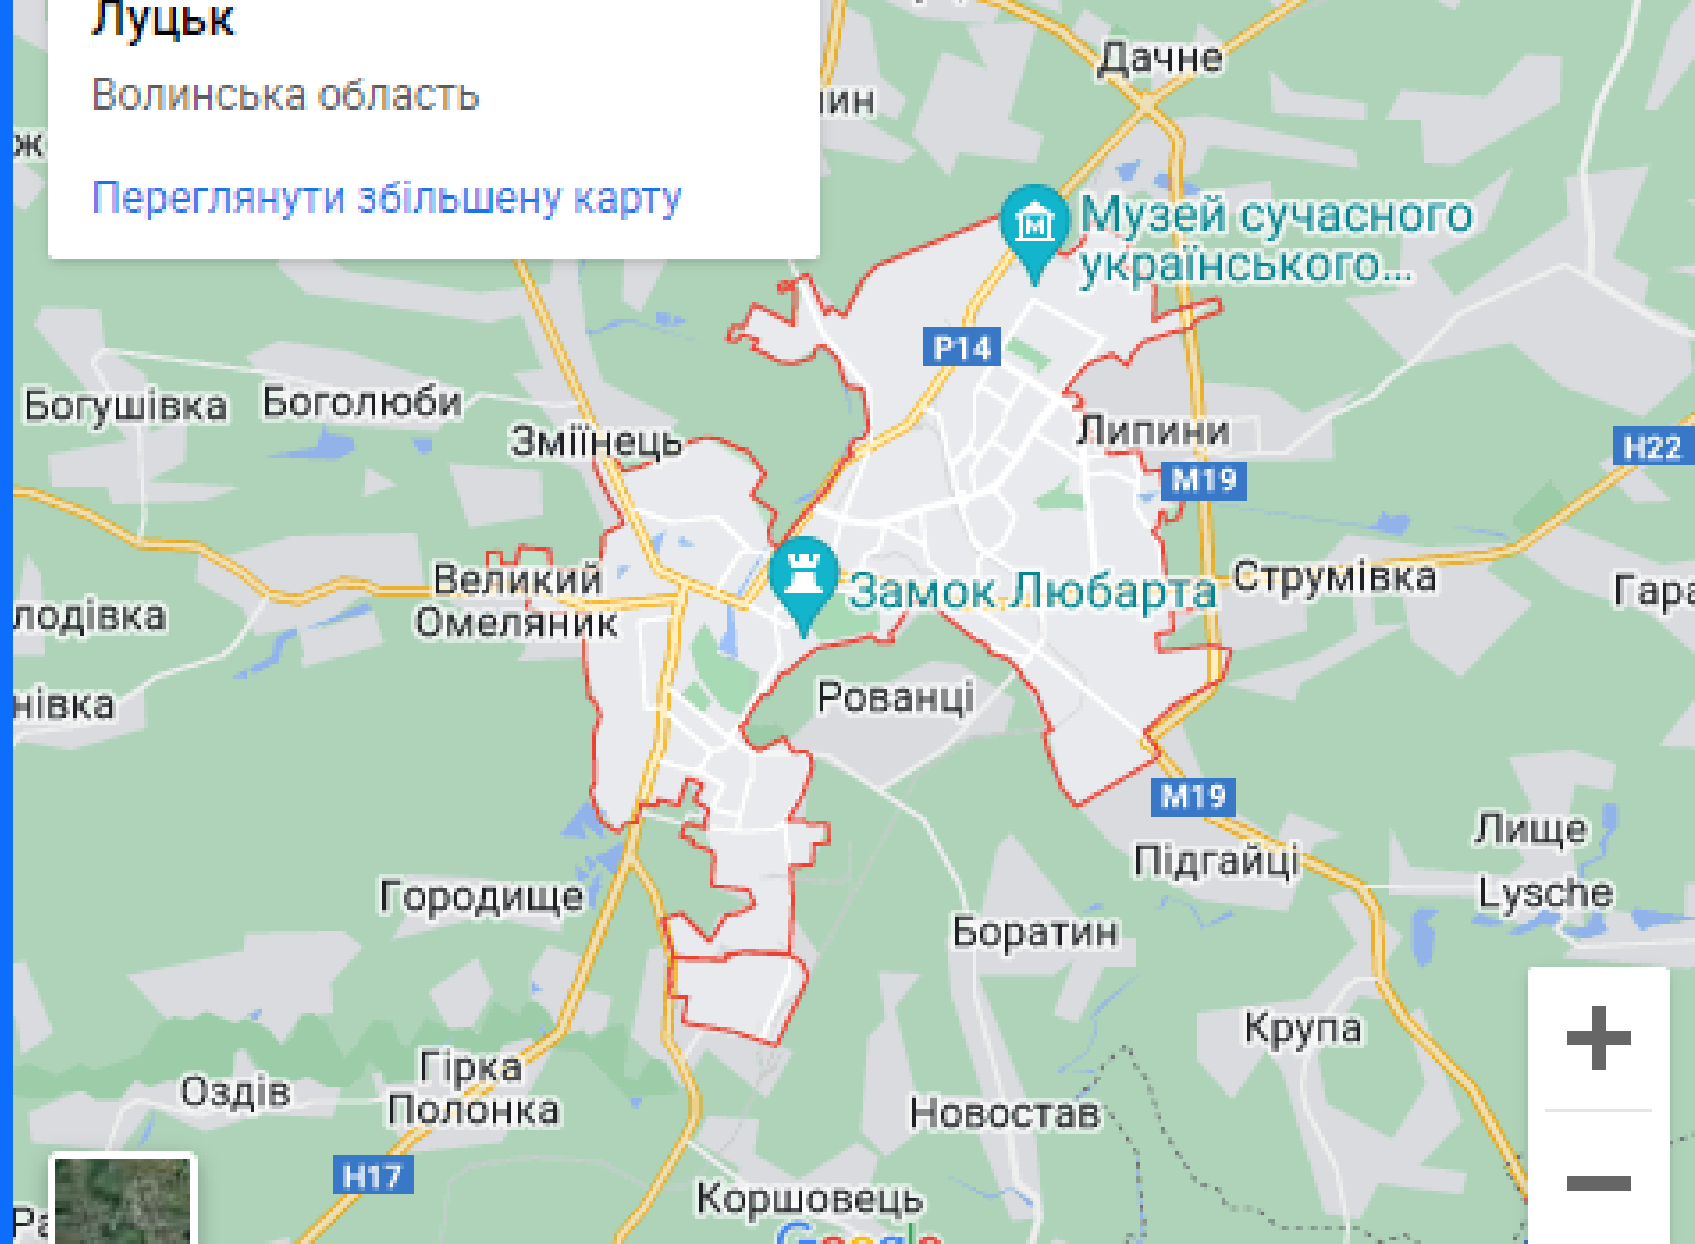 Луцьк
Волинська область
Переглянути збільшену карту
Дачне
Музей сучасного
українського...
P14
Богушівка
Боголюби
Зміїнець
Липини
H22
M19
Великий
Омеляник
Замок Любарта
Струмівка
Рованці
M19
Лище
Lysche
Підгайці
Городище
Боратин
Крупа
Гірка
Полонка
Оздів
Новостав
H17
Коршовець
Google